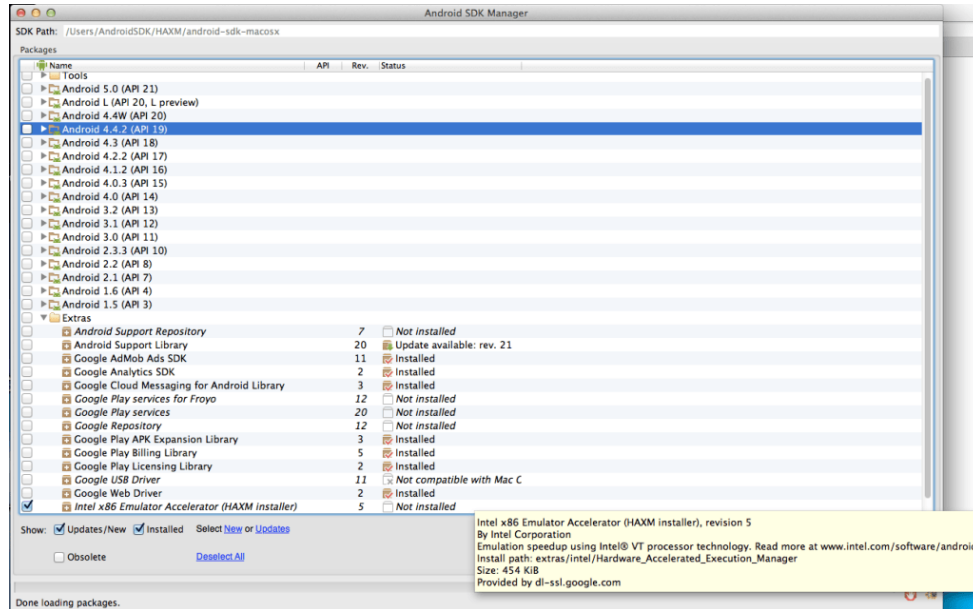 Android SDK Manager
SDK Path: /Users/AndroidSDK/HAXM/android-sdk-macosx
Packages
Name API Rev. Status
Tools
Android 5.0 (API 21)
Android L (API 20, L preview)
Android 4.4W (API 20)
Android 4.4.2 (API 19)
Android 4.3 (API 18)
Android 4.2.2 (API 17)
Android 4.1.2 (API 16)
Android 4.0.3 (API 15)
Android 4.0 (API 14)
Android 3.2 (API 13)
Android 3.1 (API 12)
Android 3.0 (API 11)
Android 2.3.3 (API 10)
Android 2.2 (API 8)
Android 2.1 (API 7)
Android 1.6 (API 4)
Android 1.5 (API 3)
Extras
Android Support Repository 7 Not installed
Android Support Library 20 Update available: rev. 21
Google AdMob Ads SDK 11 Installed
Google Analytics SDK 2 Installed
Google Cloud Messaging for Android Library 3 Installed
Google Play services for Froyo 12 Not installed
Google Play services 20 Not installed
Google Repository 12 Not installed
Google Play APK Expansion Library 3 Installed
Google Play Billing Library 5 Installed
Google Play Licensing Library 2 Installed
Google USB Driver 11 Not compatible with Mac O
Google Web Driver 2 Installed
Intel x86 Emulator Accelerator (HAXM installer) 5 Not installed
Show: Updates/New Installed Select New or Updates
Obsolete Deselect All
Intel x86 Emulator Accelerator (HAXM installer), revision 5
By Intel Corporation
Emulation speedup using Intel® VT processor technology. Read more at www.intel.com/software/android
Install path: extras/intel/Hardware_Accelerated_Execution_Manager
Size: 454 KiB
Provided by dl-ssl.google.com
Done loading packages.